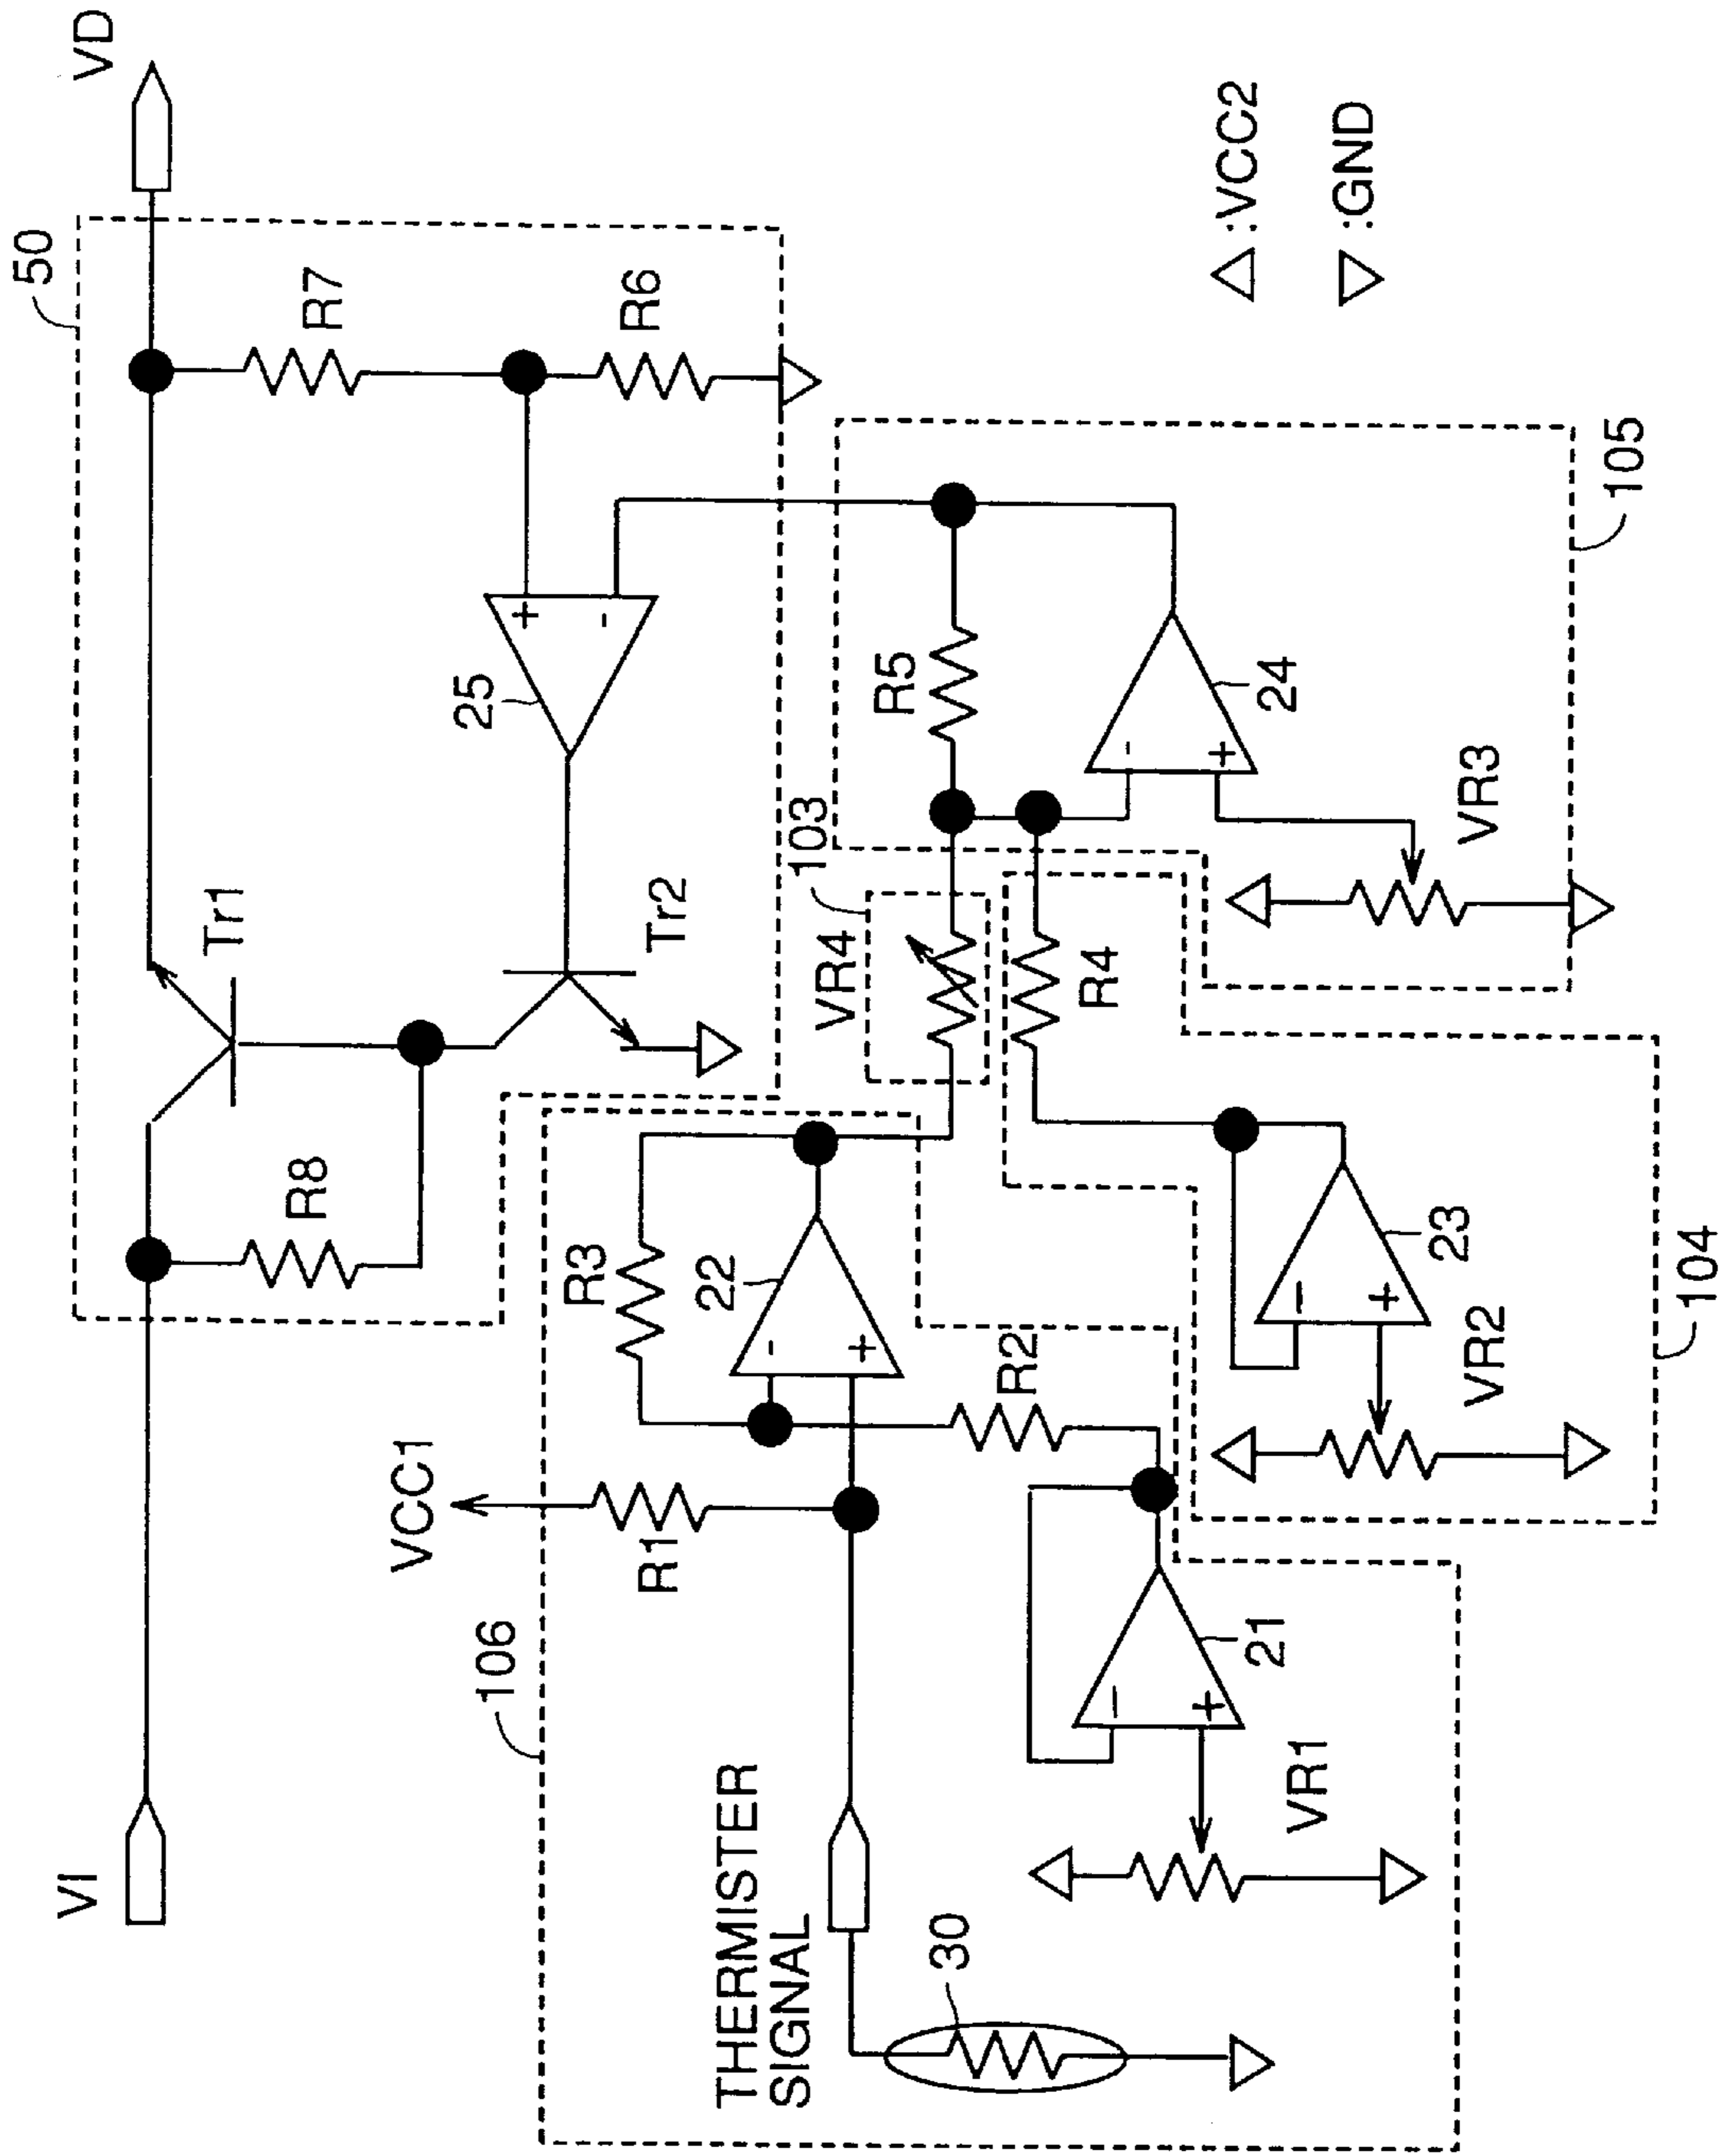 VI
VD
50
R8
Tr1
R7
R6
25
Tr2
VCC1
106
R1
R3
22
-
+
+
-
R2
THERMISTER
SIGNAL
30
VR1
21
-
+
103
VR4
R4
R5
24
-
+
VR3
105
VR2
23
-
+
104
:VCC2
:GND